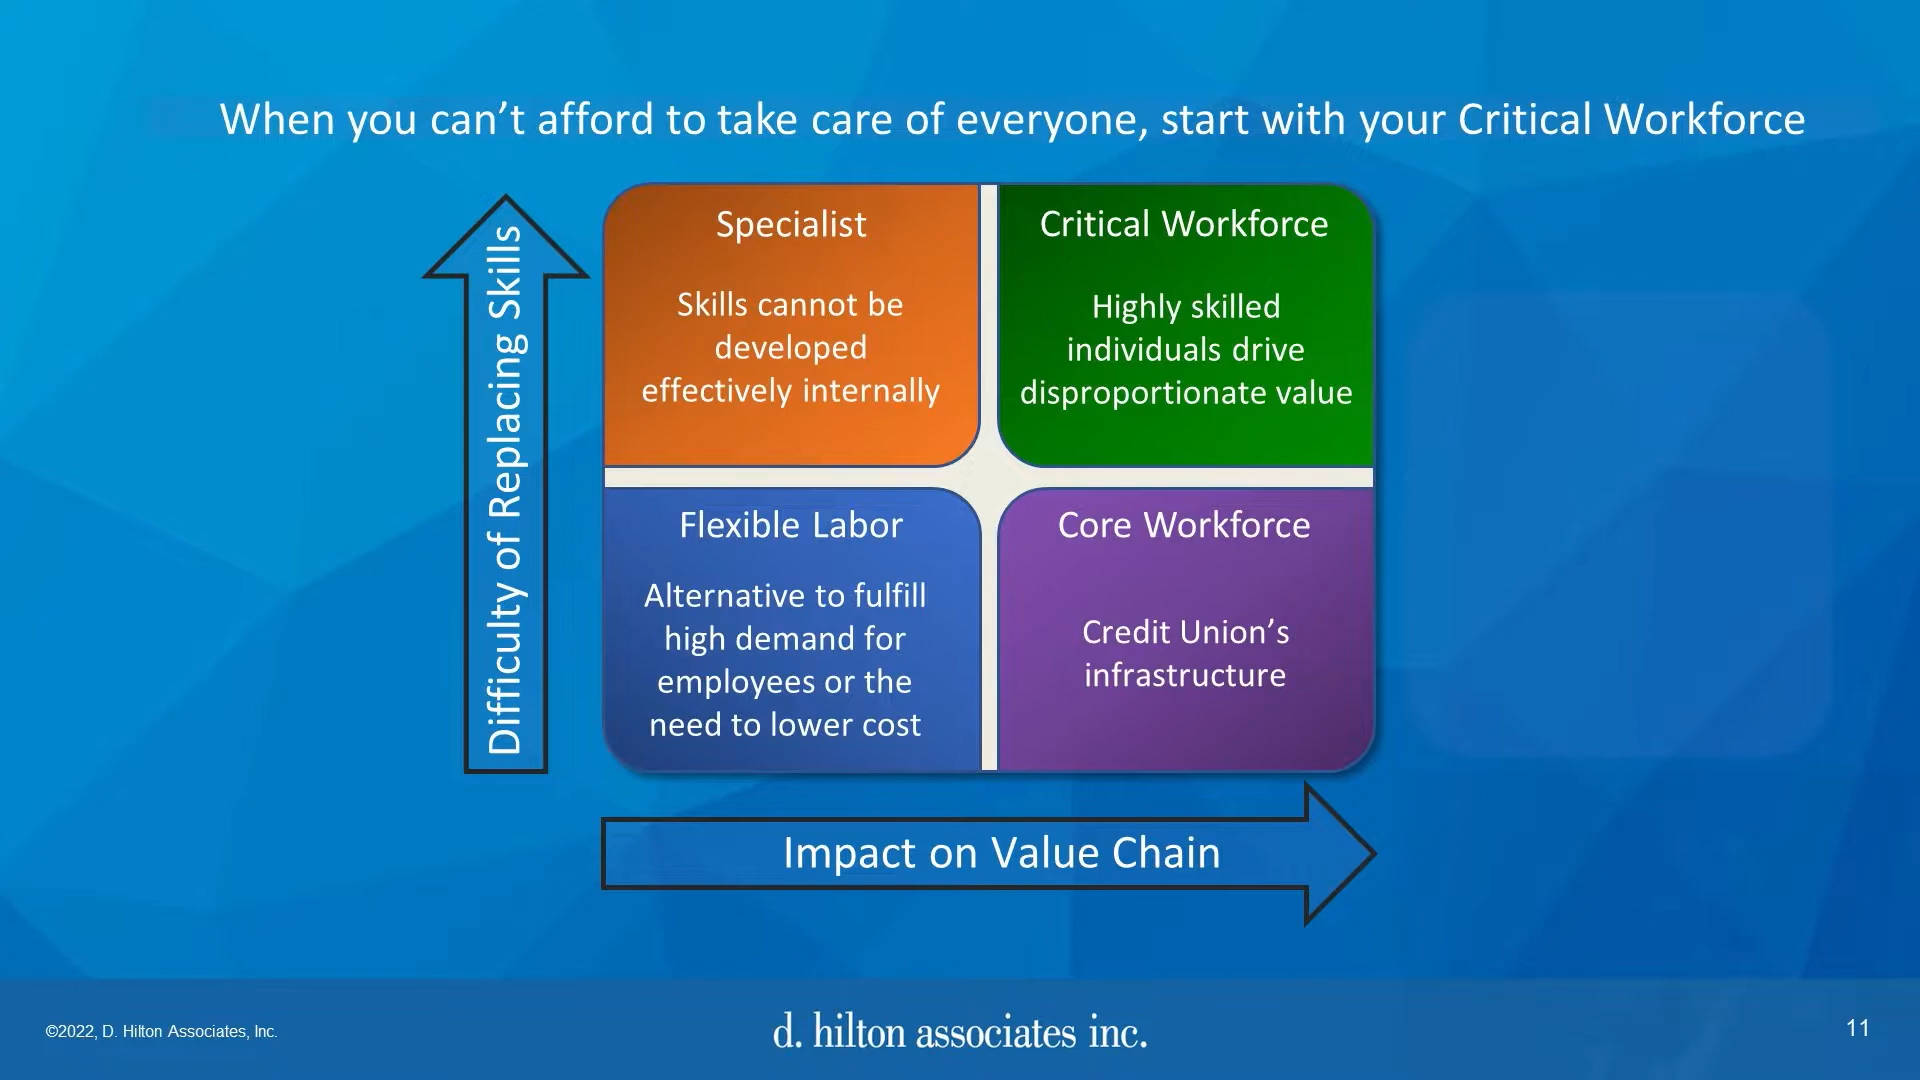 When you can’t afford to take care of everyone, start with your Critical Workforce
Difficulty of Replacing Skills
Specialist
Skills cannot be
developed
effectively internally
Critical Workforce
Highly skilled
individuals drive
disproportionate value
Flexible Labor
Alternative to fulfill
high demand for
employees or the
need to lower cost
Core Workforce
Credit Union’s
infrastructure
Impact on Value Chain
©2022, D. Hilton Associates, Inc.
d. hilton associates inc.
11